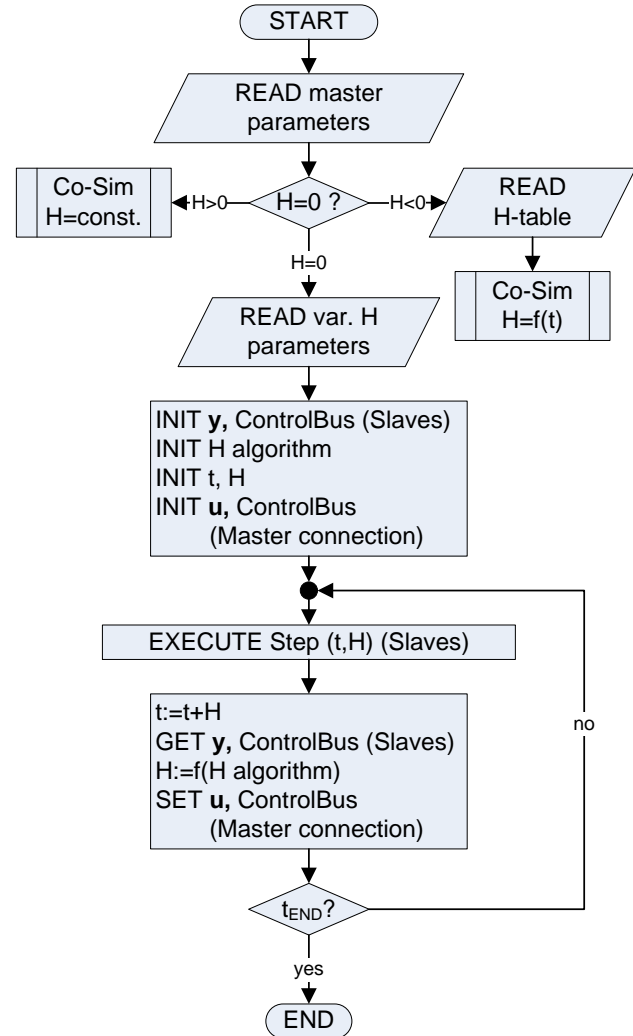 START
READ master
parameters
Co-Sim
H=const.
H>0
H=0 ?
H<0
READ
H-table
H=0
Co-Sim
H=f(t)
READ var. H
parameters
INIT y, ControlBus (Slaves)
INIT H algorithm
INIT t, H
INIT u, ControlBus
(Master connection)
EXECUTE Step (t,H) (Slaves)
t:=t+H
GET y, ControlBus (Slaves)
H:=f(H algorithm)
SET u, ControlBus
(Master connection)
no
tEND?
yes
END